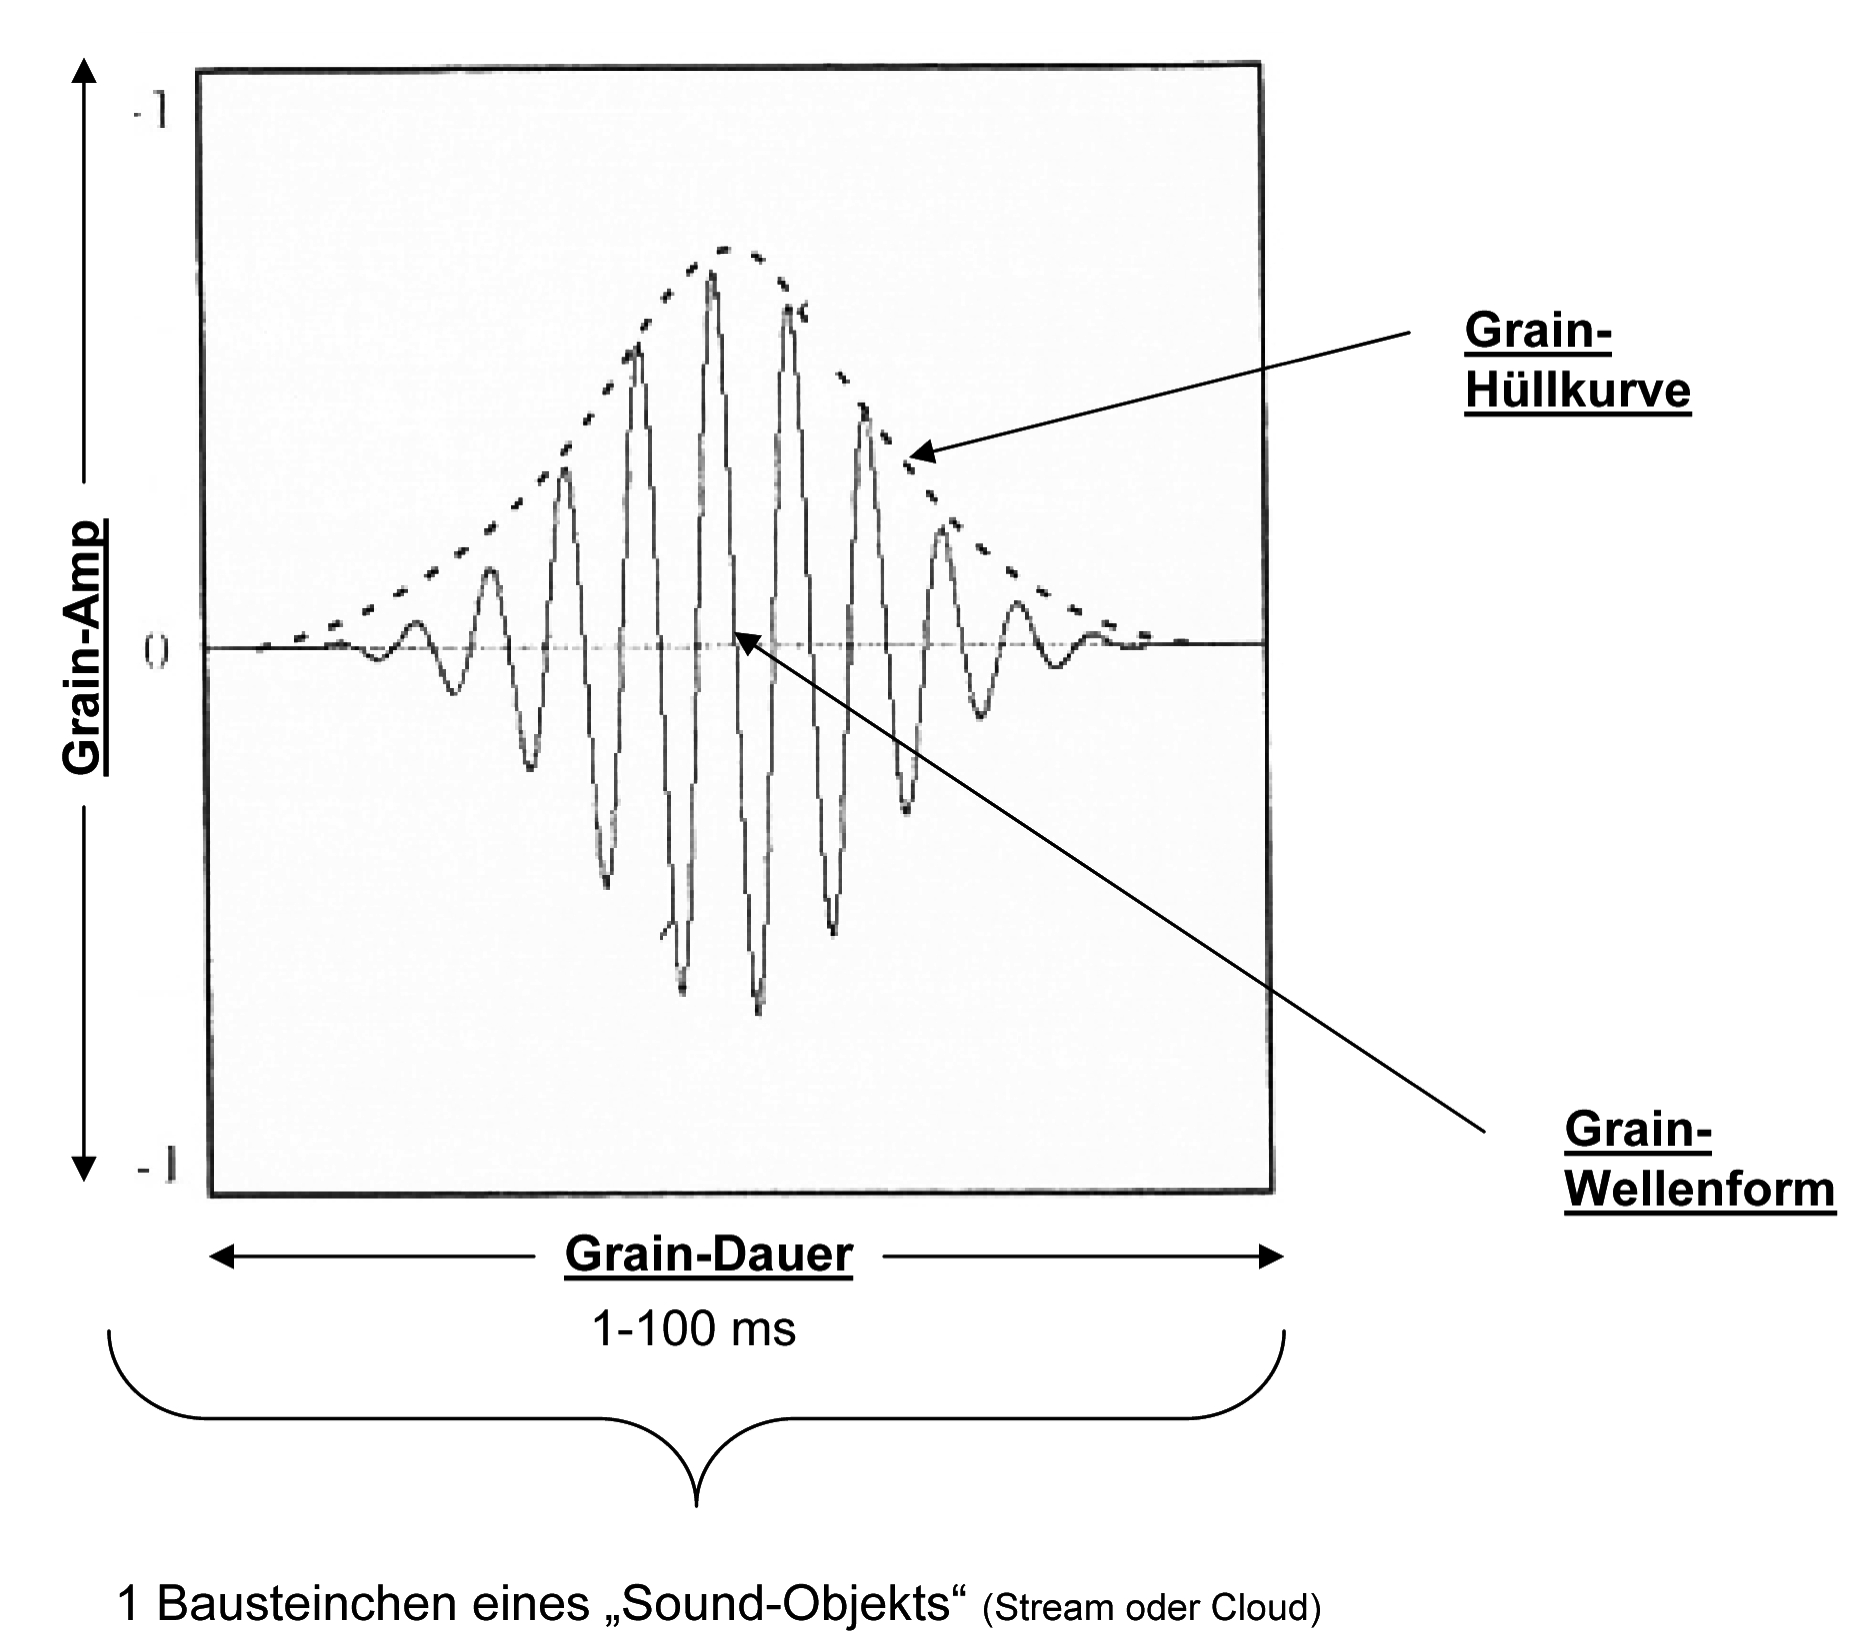 -1
Grain-
Hüllkurve
Grain-Amp
0
-1
Grain-
Wellenform
Grain-Dauer
1-100 ms
1 Bausteinchen eines „Sound-Objekts“ (Stream oder Cloud)